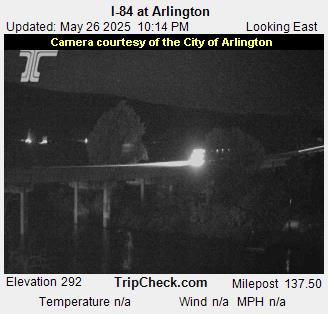 I-84 at Arlington
Updated: May 26 2025 10:14 PM Looking East
Camera courtesy of the City of Arlington
Elevation 292 TripCheck.com Milepost 137.50
Temperature n/a Wind n/a MPH n/a